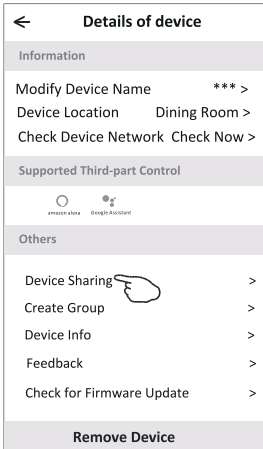 ← Details of device
Information
Modify Device Name *** >
Device Location Dining Room >
Check Device Network Check Now >
Supported Third-part Control
amazon alexa Google Assistant
Others
Device Sharing >
Create Group >
Device Info >
Feedback >
Check for Firmware Update >
Remove Device